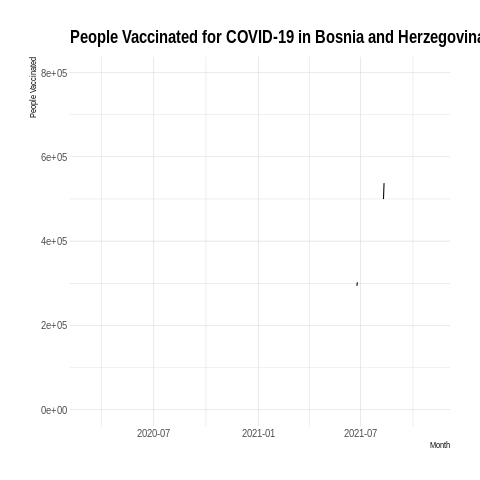 People Vaccinated for COVID-19 in Bosnia and Herzegovina
People Vaccinated
8e+05
6e+05
4e+05
2e+05
0e+00
2020-07
2021-01
2021-07
Month